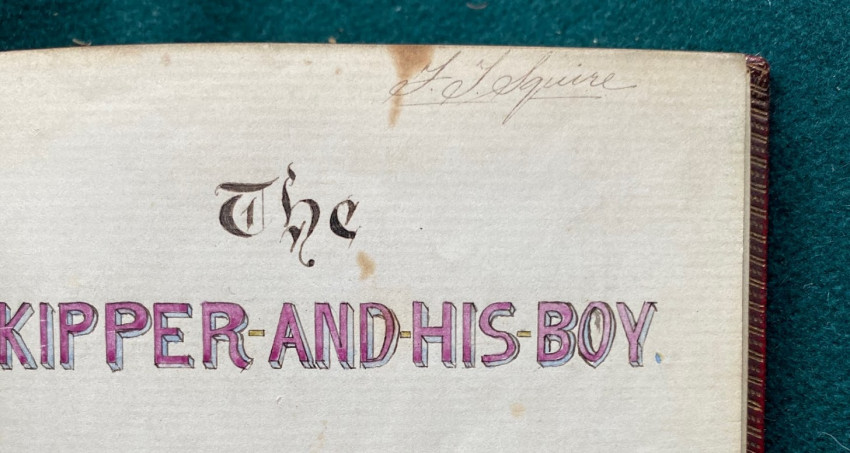 F. J. Squire
The
KIPPER-AND-HIS-BOY.